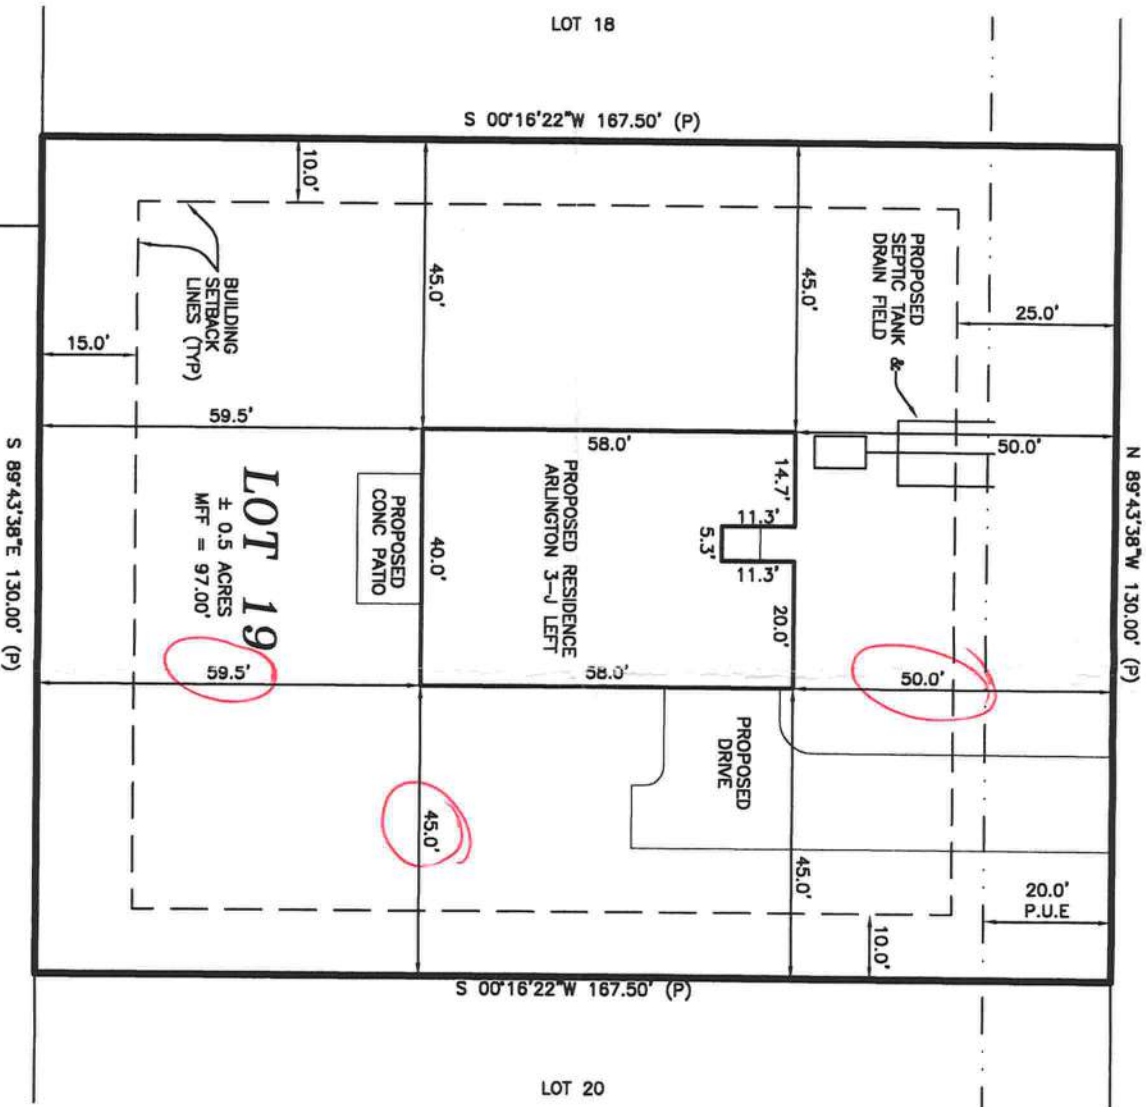 LOT 18
S 00°16'22"W 167.50' (P)
10.0'
45.0'
45.0'
PROPOSED
SEPTIC TANK &
DRAIN FIELD
25.0'
BUILDING
SETBACK
LINES (TYP)
15.0'
59.5'
58.0'
50.0'
N 89°43'38"W 130.00' (P)
S 89°43'38"E 130.00' (P)
LOT 19
± 0.5 ACRES
MFF = 97.00'
PROPOSED
CONC PATIO
40.0'
PROPOSED RESIDENCE
ARLINGTON 3-J LEFT
14.7'
11.3'
5.3'
11.3'
20.0'
59.5'
58.0'
50.0'
PROPOSED
DRIVE
45.0'
45.0'
20.0'
P.U.E
10.0'
S 00°16'22"W 167.50' (P)
LOT 20